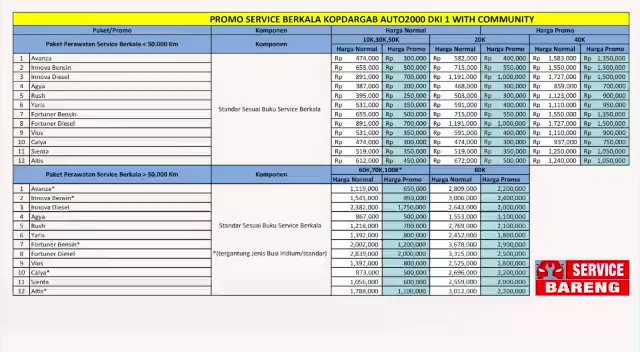 PROMO SERVICE BERKALA KOPDARGAB AUTO2000 DKI 1 WITH COMMUNITY
Paket/Promo Komponen Harga Normal Harga/Promo
Paket Perawatan Service Berkala < 50.000 Km Komponen 10K,30K,50K 20K 40K
Harga Normal Harga Promo Harga Normal Harga Promo Harga Normal Harga Promo
1 Avanza Rp 474,000 Rp 300,000 Rp 582,000 Rp 400,000 Rp 1,583,000 Rp 1,350,000
2 Innova Bensin Rp 655,000 Rp 500,000 Rp 715,000 Rp 550,000 Rp 1,550,000 Rp 1,300,000
3 Innova Diesel Rp 891,000 Rp 700,000 Rp 1,191,000 Rp 1,000,000 Rp 1,727,000 Rp 1,500,000
4 Agya Rp 387,000 Rp 200,000 Rp 468,000 Rp 300,000 Rp 859,000 Rp 700,000
5 Rush Rp 395,000 Rp 250,000 Rp 503,000 Rp 300,000 Rp 1,110,000 Rp 900,000
6 Yaris Rp 531,000 Rp 350,000 Rp 591,000 Rp 400,000 Rp 1,110,000 Rp 950,000
7 Fortuner Bensin Rp 655,000 Rp 500,000 Rp 715,000 Rp 550,000 Rp 1,550,000 Rp 1,200,000
8 Fortuner Diesel Rp 891,000 Rp 700,000 Rp 1,191,000 Rp 1,000,000 Rp 1,727,000 Rp 1,500,000
9 Vios Rp 531,000 Rp 350,000 Rp 591,000 Rp 400,000 Rp 1,110,000 Rp 900,000
10 Calya Rp 474,000 Rp 300,000 Rp 591,000 Rp 300,000 Rp 937,000 Rp 750,000
11 Sienta Rp 519,000 Rp 350,000 Rp 519,000 Rp 350,000 Rp 1,250,000 Rp 1,050,000
12 Altis Rp 612,000 Rp 450,000 Rp 672,000 Rp 500,000 Rp 1,240,000 Rp 1,050,000
Standar Sesuai Buku Service Berkala
Paket Perawatan Service Berkala > 50.000 Km Komponen 60K,70K,100K* 80K
Harga Normal Harga Promo Harga Normal Harga Promo
1 Avanza* 1,119,000 650,000 2,809,000 2,200,000
2 Innova Bensin* 1,545,000 950,000 3,006,000 2,600,000
3 Innova Diesel 2,382,000 1,750,000 2,643,000 2,000,000
4 Agya 867,000 500,000 1,553,000 1,100,000
5 Rush 1,218,000 700,000 2,769,000 2,000,000
6 Yaris 1,392,000 800,000 2,452,000 1,800,000
7 Fortuner Bensin* 2,002,000 1,200,000 3,678,000 2,900,000
8 Fortuner Diesel 2,839,000 2,000,000 3,315,000 2,500,000
9 Vios 1,392,000 800,000 2,525,000 1,800,000
10 Calya* 873,000 500,000 2,696,000 2,200,000
11 Sienta 1,056,000 600,000 2,559,000 2,000,000
12 Altis* 1,788,000 1,100,000 3,012,000 2,200,000
Standar Sesuai Buku Service Berkala
*(tergantung Jenis Busi Iridium/standar)
SERVICE
BARENG